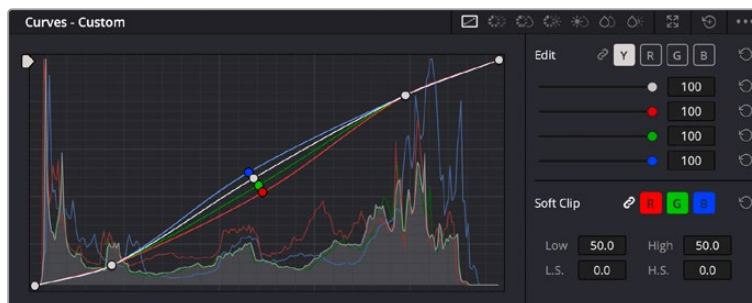 Curves - Custom
Edit Y R G B
100
100
100
100
Soft Clip R G B
Low 50.0 High 50.0
L.S. 0.0 H.S. 0.0